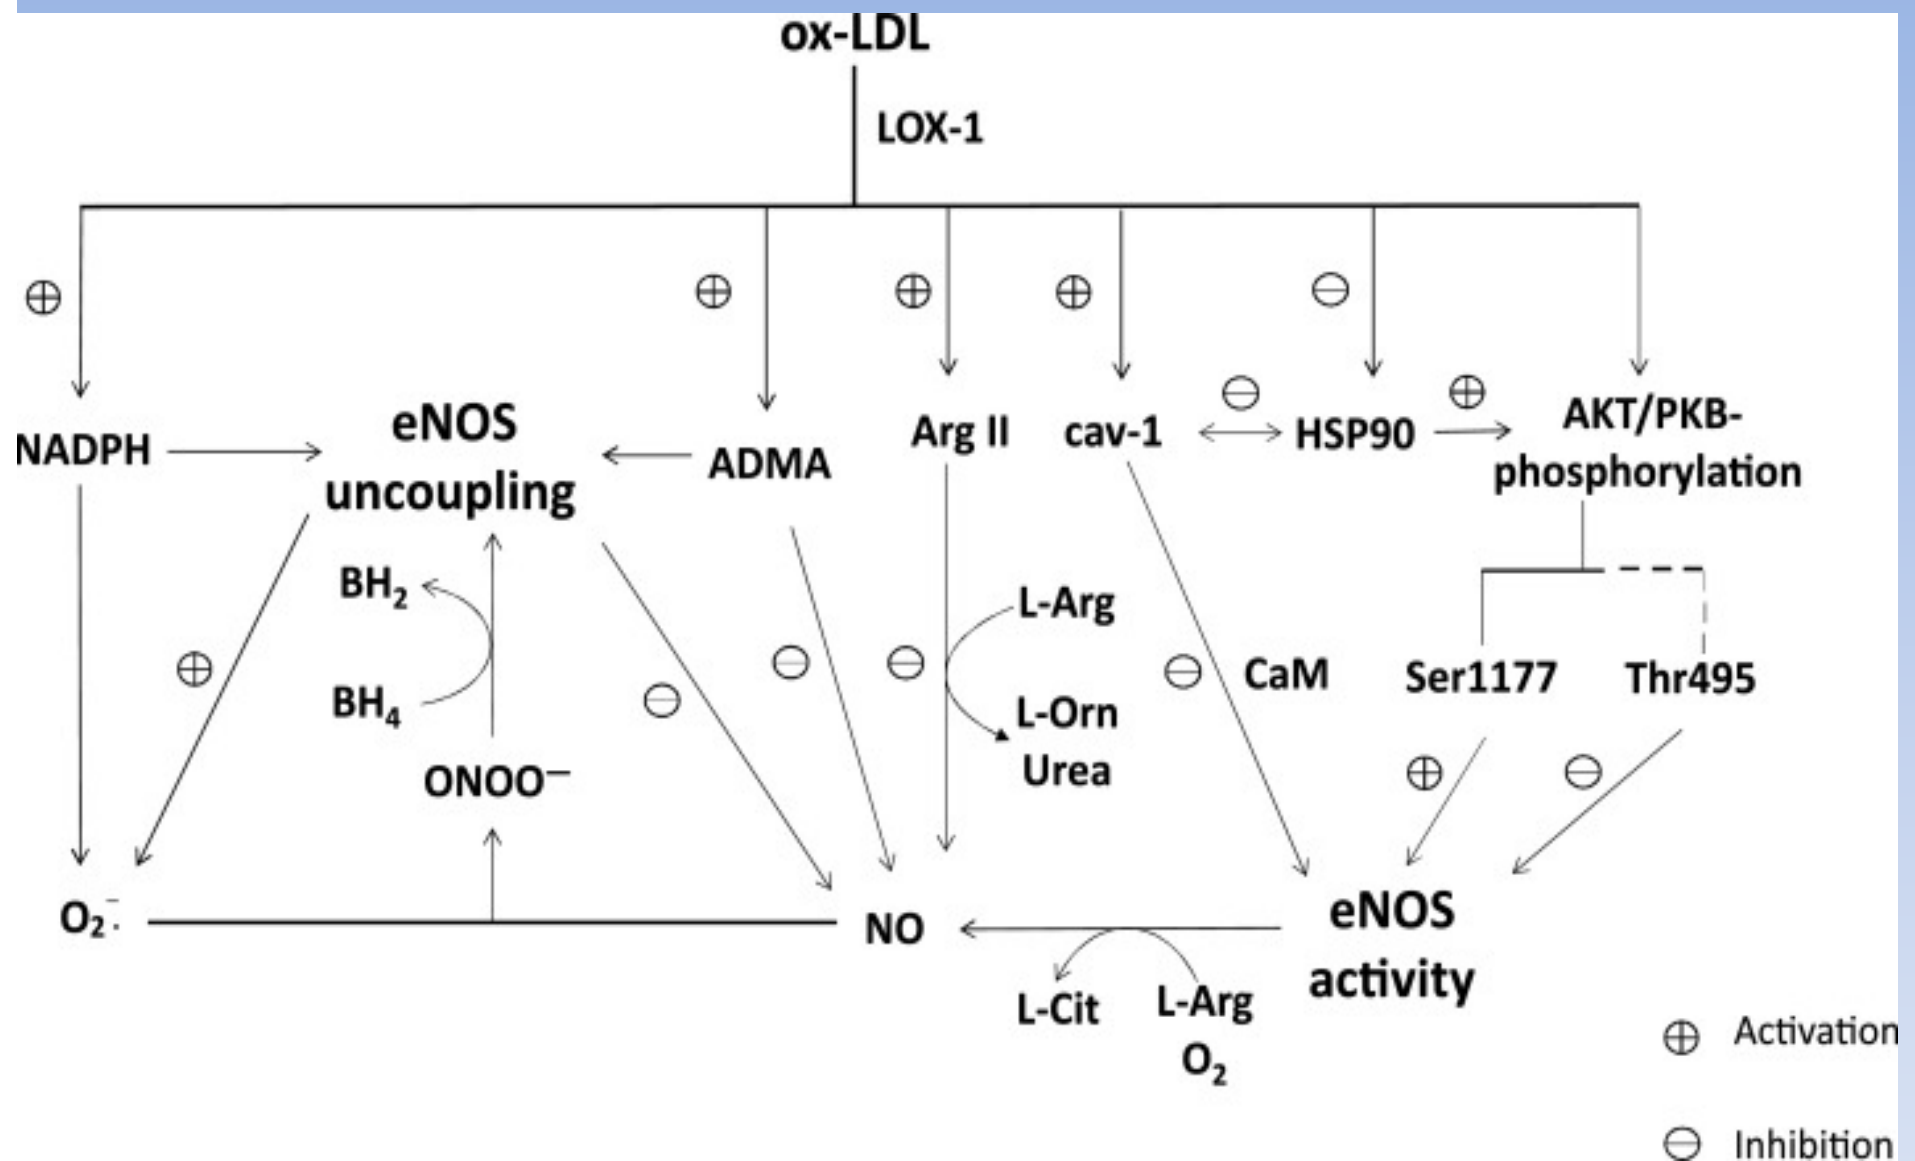 ox-LDL
LOX-1
NADPH
eNOS
uncoupling
ADMA
Arg II
cav-1
HSP90
AKT/PKB-
phosphorylation
BH₂
BH₄
ONOO⁻
L-Arg
L-Orn
Urea
CaM
Ser1177
Thr495
O₂⁻·
NO
eNOS
activity
L-Cit
L-Arg
O₂
Activation
Inhibition